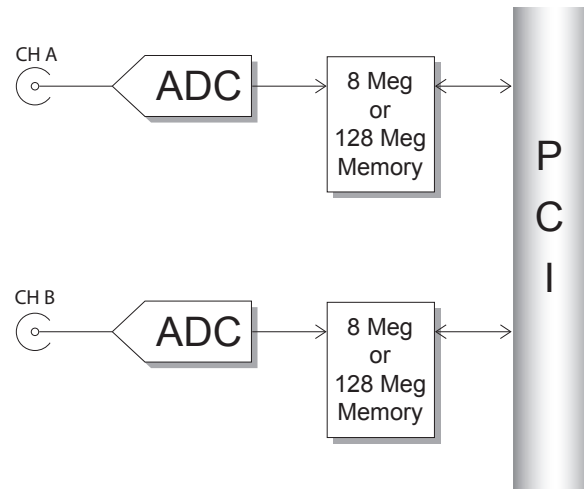 CH A
ADC
8 Meg
or
128 Meg
Memory
CH B
ADC
8 Meg
or
128 Meg
Memory
P
C
I